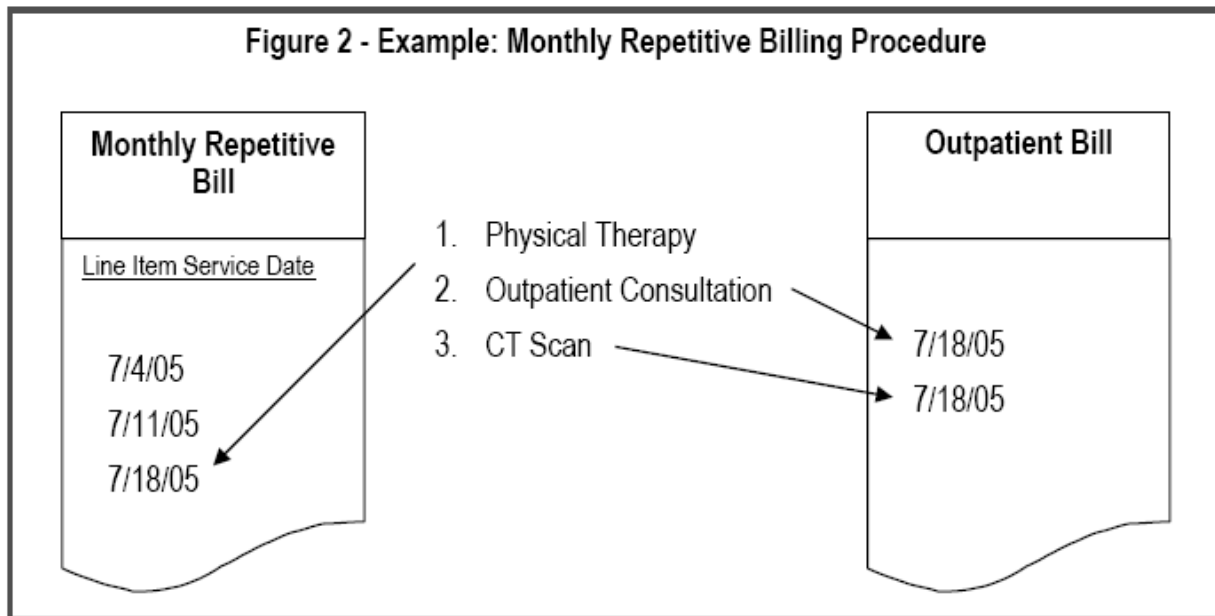 Figure 2 - Example: Monthly Repetitive Billing Procedure
Monthly Repetitive
Bill
Line Item Service Date
7/4/05
7/11/05
7/18/05
1. Physical Therapy
2. Outpatient Consultation
3. CT Scan
Outpatient Bill
7/18/05
7/18/05